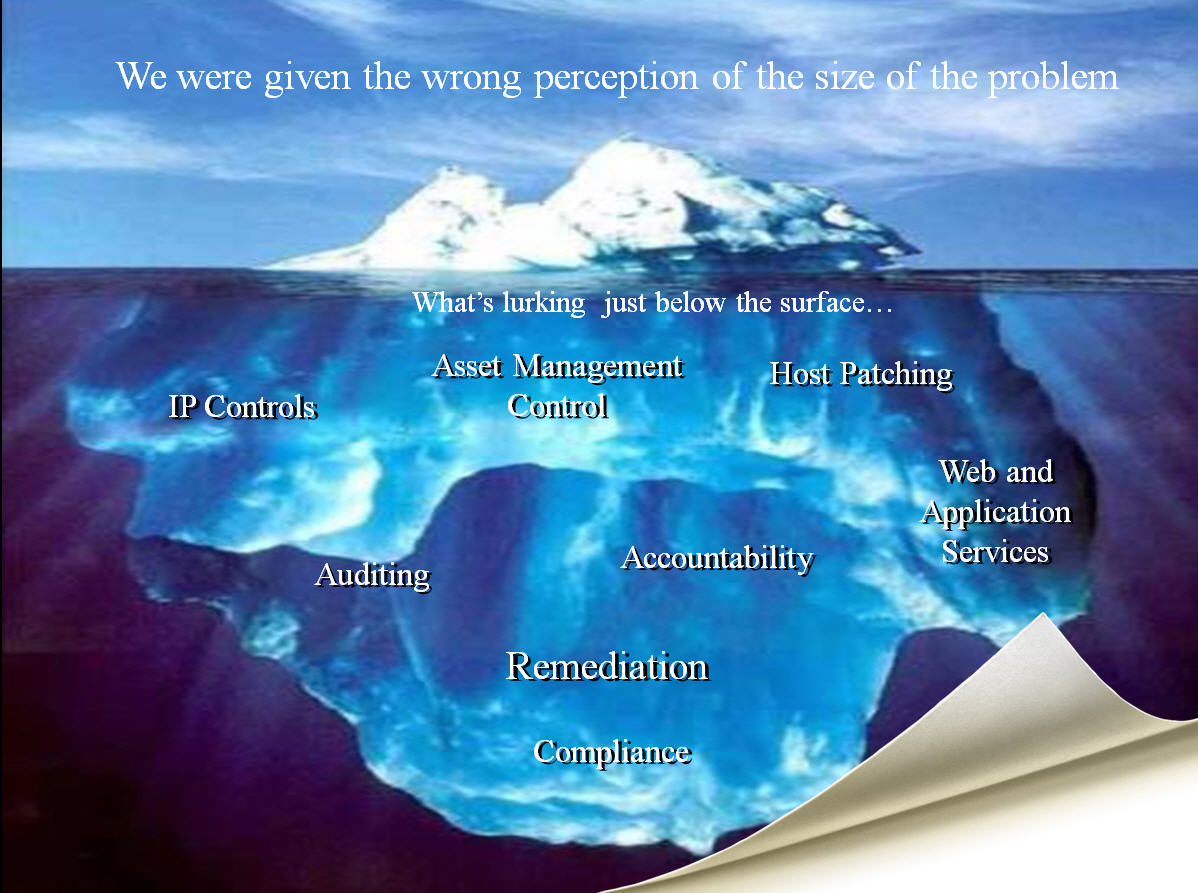 We were given the wrong perception of the size of the problem
What's lurking just below the surface…
Asset Management
Control
Host Patching
IP Controls
Web and
Application
Services
Accountability
Auditing
Remediation
Compliance